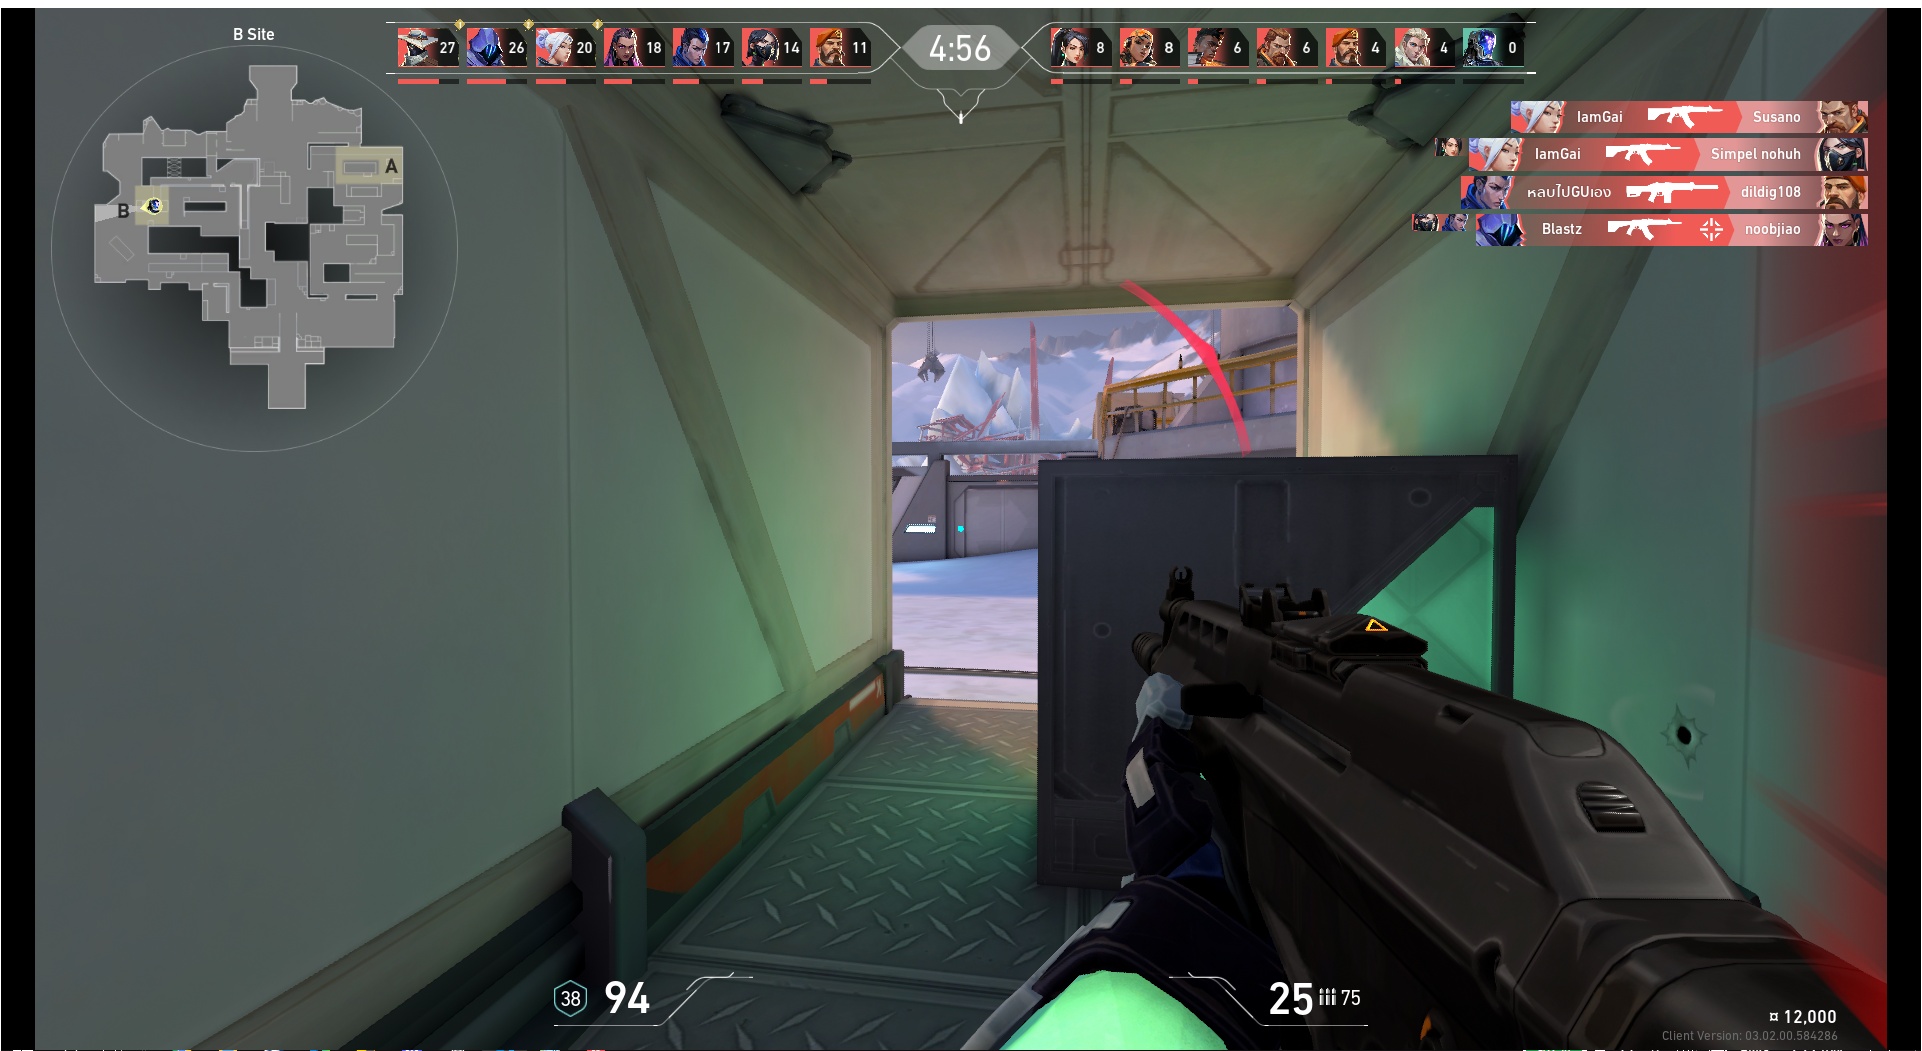 B Site
27 26 20 18 17 14 11
4:56
8 8 6 6 4 4 0
IamGai Susano
IamGai Simpel nohuh
หลบไปGUเอง dildig108
Blastz noobjiao
A
B
38 94
25 75
¤ 12,000
Client Version: 03.02.00.584286